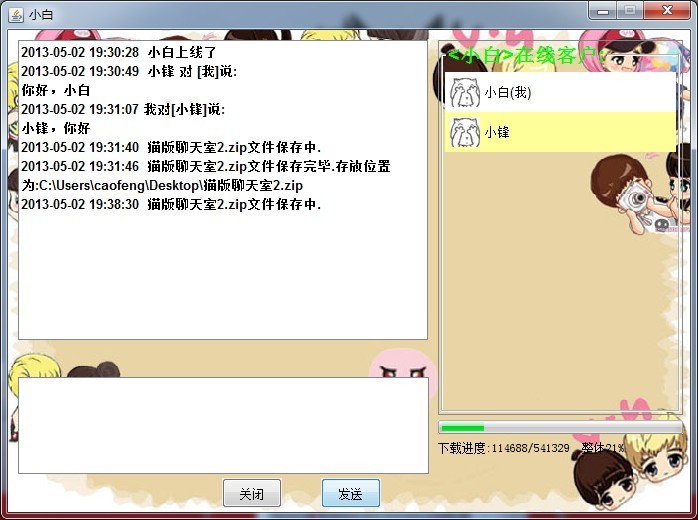 小白
2013-05-02 19:30:28 小白上线了
2013-05-02 19:30:49 小锋 对 [我]说:
你好，小白
2013-05-02 19:31:07 我对[小锋]说:
小锋，你好
2013-05-02 19:31:40 猫版聊天室2.zip文件保存中.
2013-05-02 19:31:46 猫版聊天室2.zip文件保存完毕.存放位置
为:C:\Users\caofeng\Desktop\猫版聊天室2.zip
2013-05-02 19:38:30 猫版聊天室2.zip文件保存中.
<小白>在线客户:
小白(我)
小锋
下载进度:114688/541329 整体21%
关闭
发送